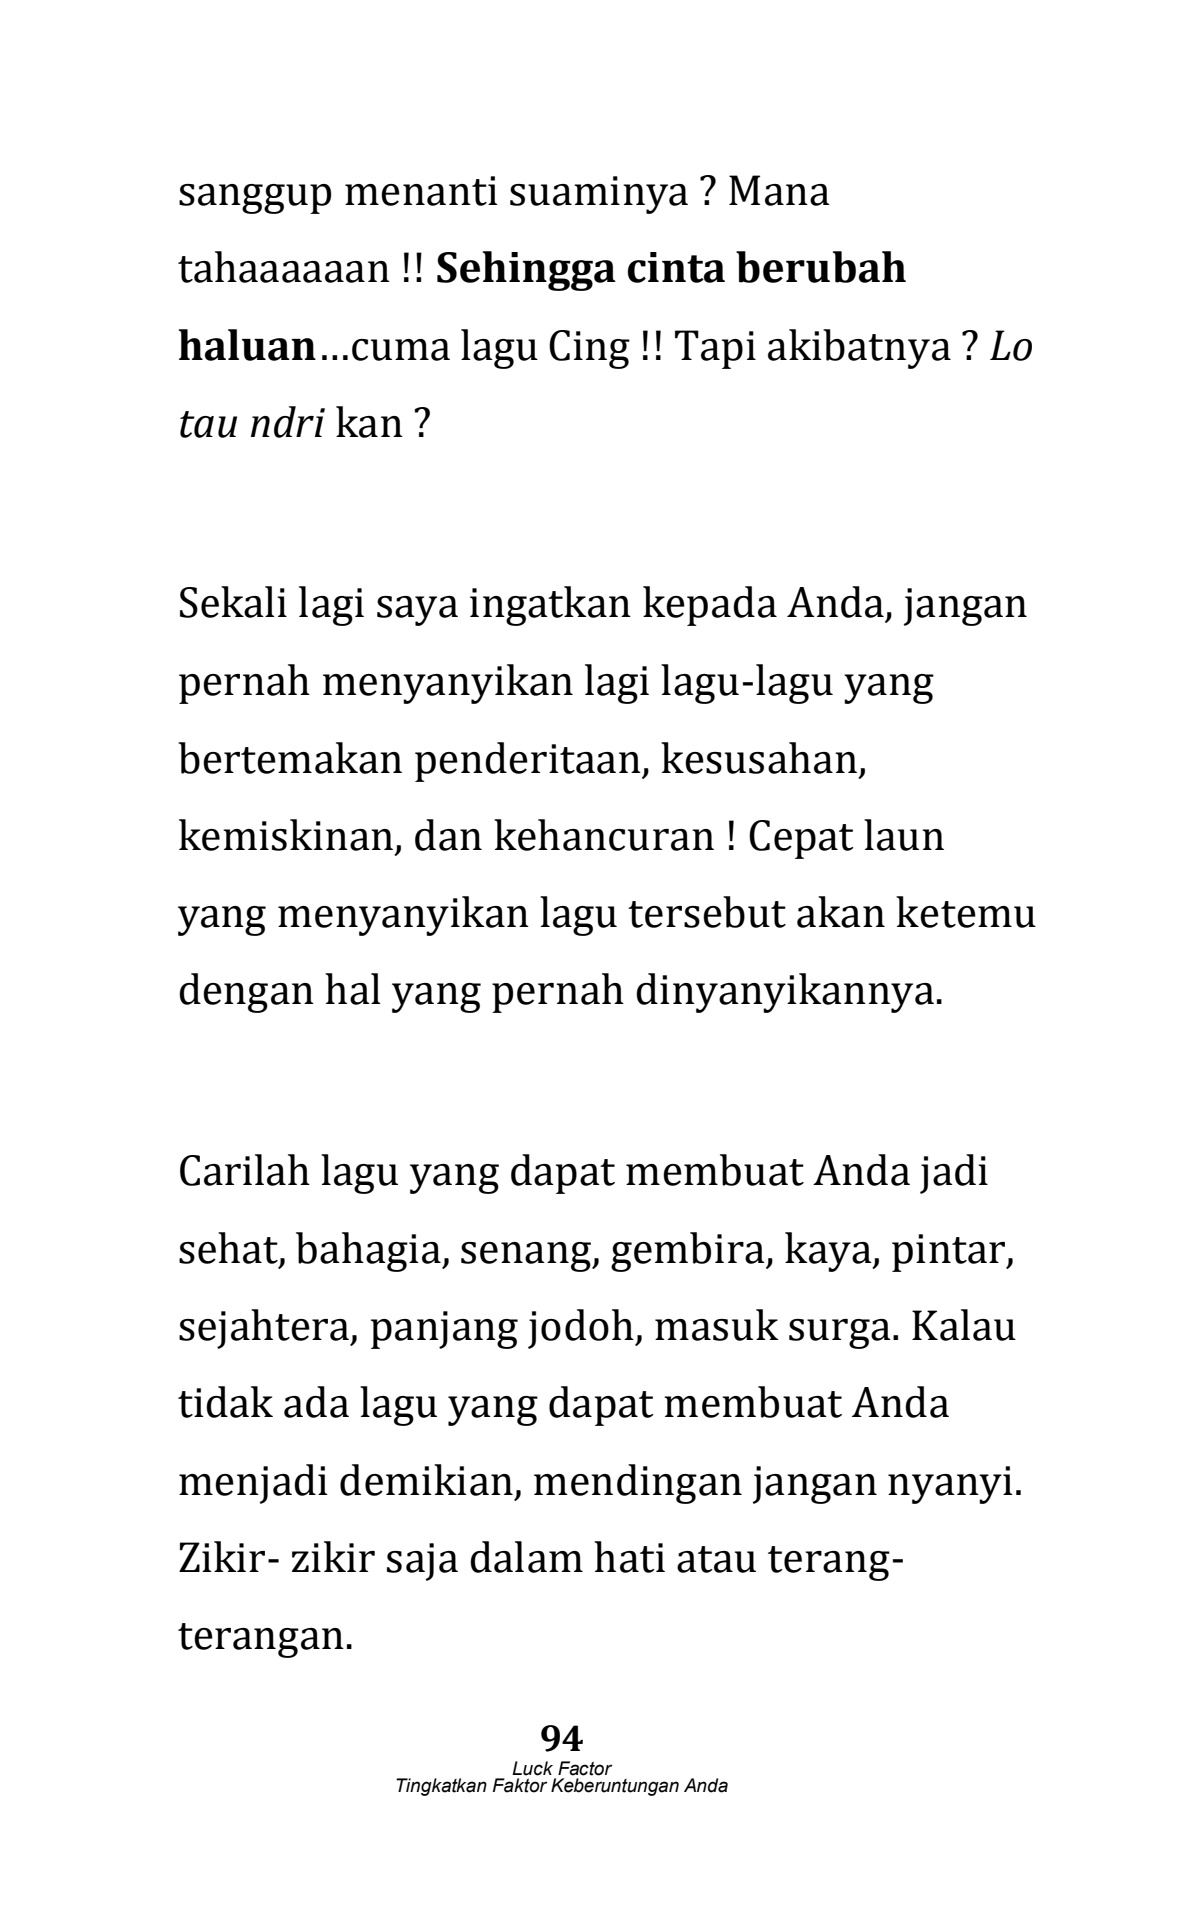 sanggup menanti suaminya ? Mana
tahaaaaaan !! Sehingga cinta berubah
haluan…cuma lagu Cing !! Tapi akibatnya ? Lo
tau ndri kan ?
Sekali lagi saya ingatkan kepada Anda, jangan
pernah menyanyikan lagi lagu-lagu yang
bertemakan penderitaan, kesusahan,
kemiskinan, dan kehancuran ! Cepat laun
yang menyanyikan lagu tersebut akan ketemu
dengan hal yang pernah dinyanyikannya.
Carilah lagu yang dapat membuat Anda jadi
sehat, bahagia, senang, gembira, kaya, pintar,
sejahtera, panjang jodoh, masuk surga. Kalau
tidak ada lagu yang dapat membuat Anda
menjadi demikian, mendingan jangan nyanyi.
Zikir- zikir saja dalam hati atau terang-
terangan.
94
Luck Factor
Tingkatkan Faktor Keberuntungan Anda